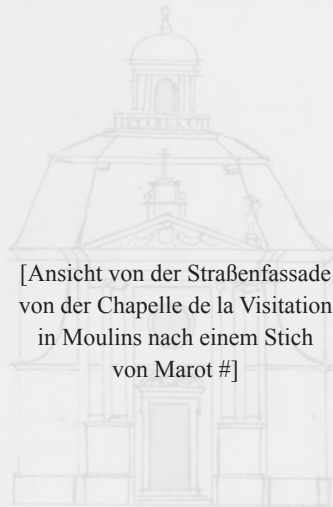 [Ansicht von der Straßenfassade
von der Chapelle de la Visitation
in Moulins nach einem Stich
von Marot #]